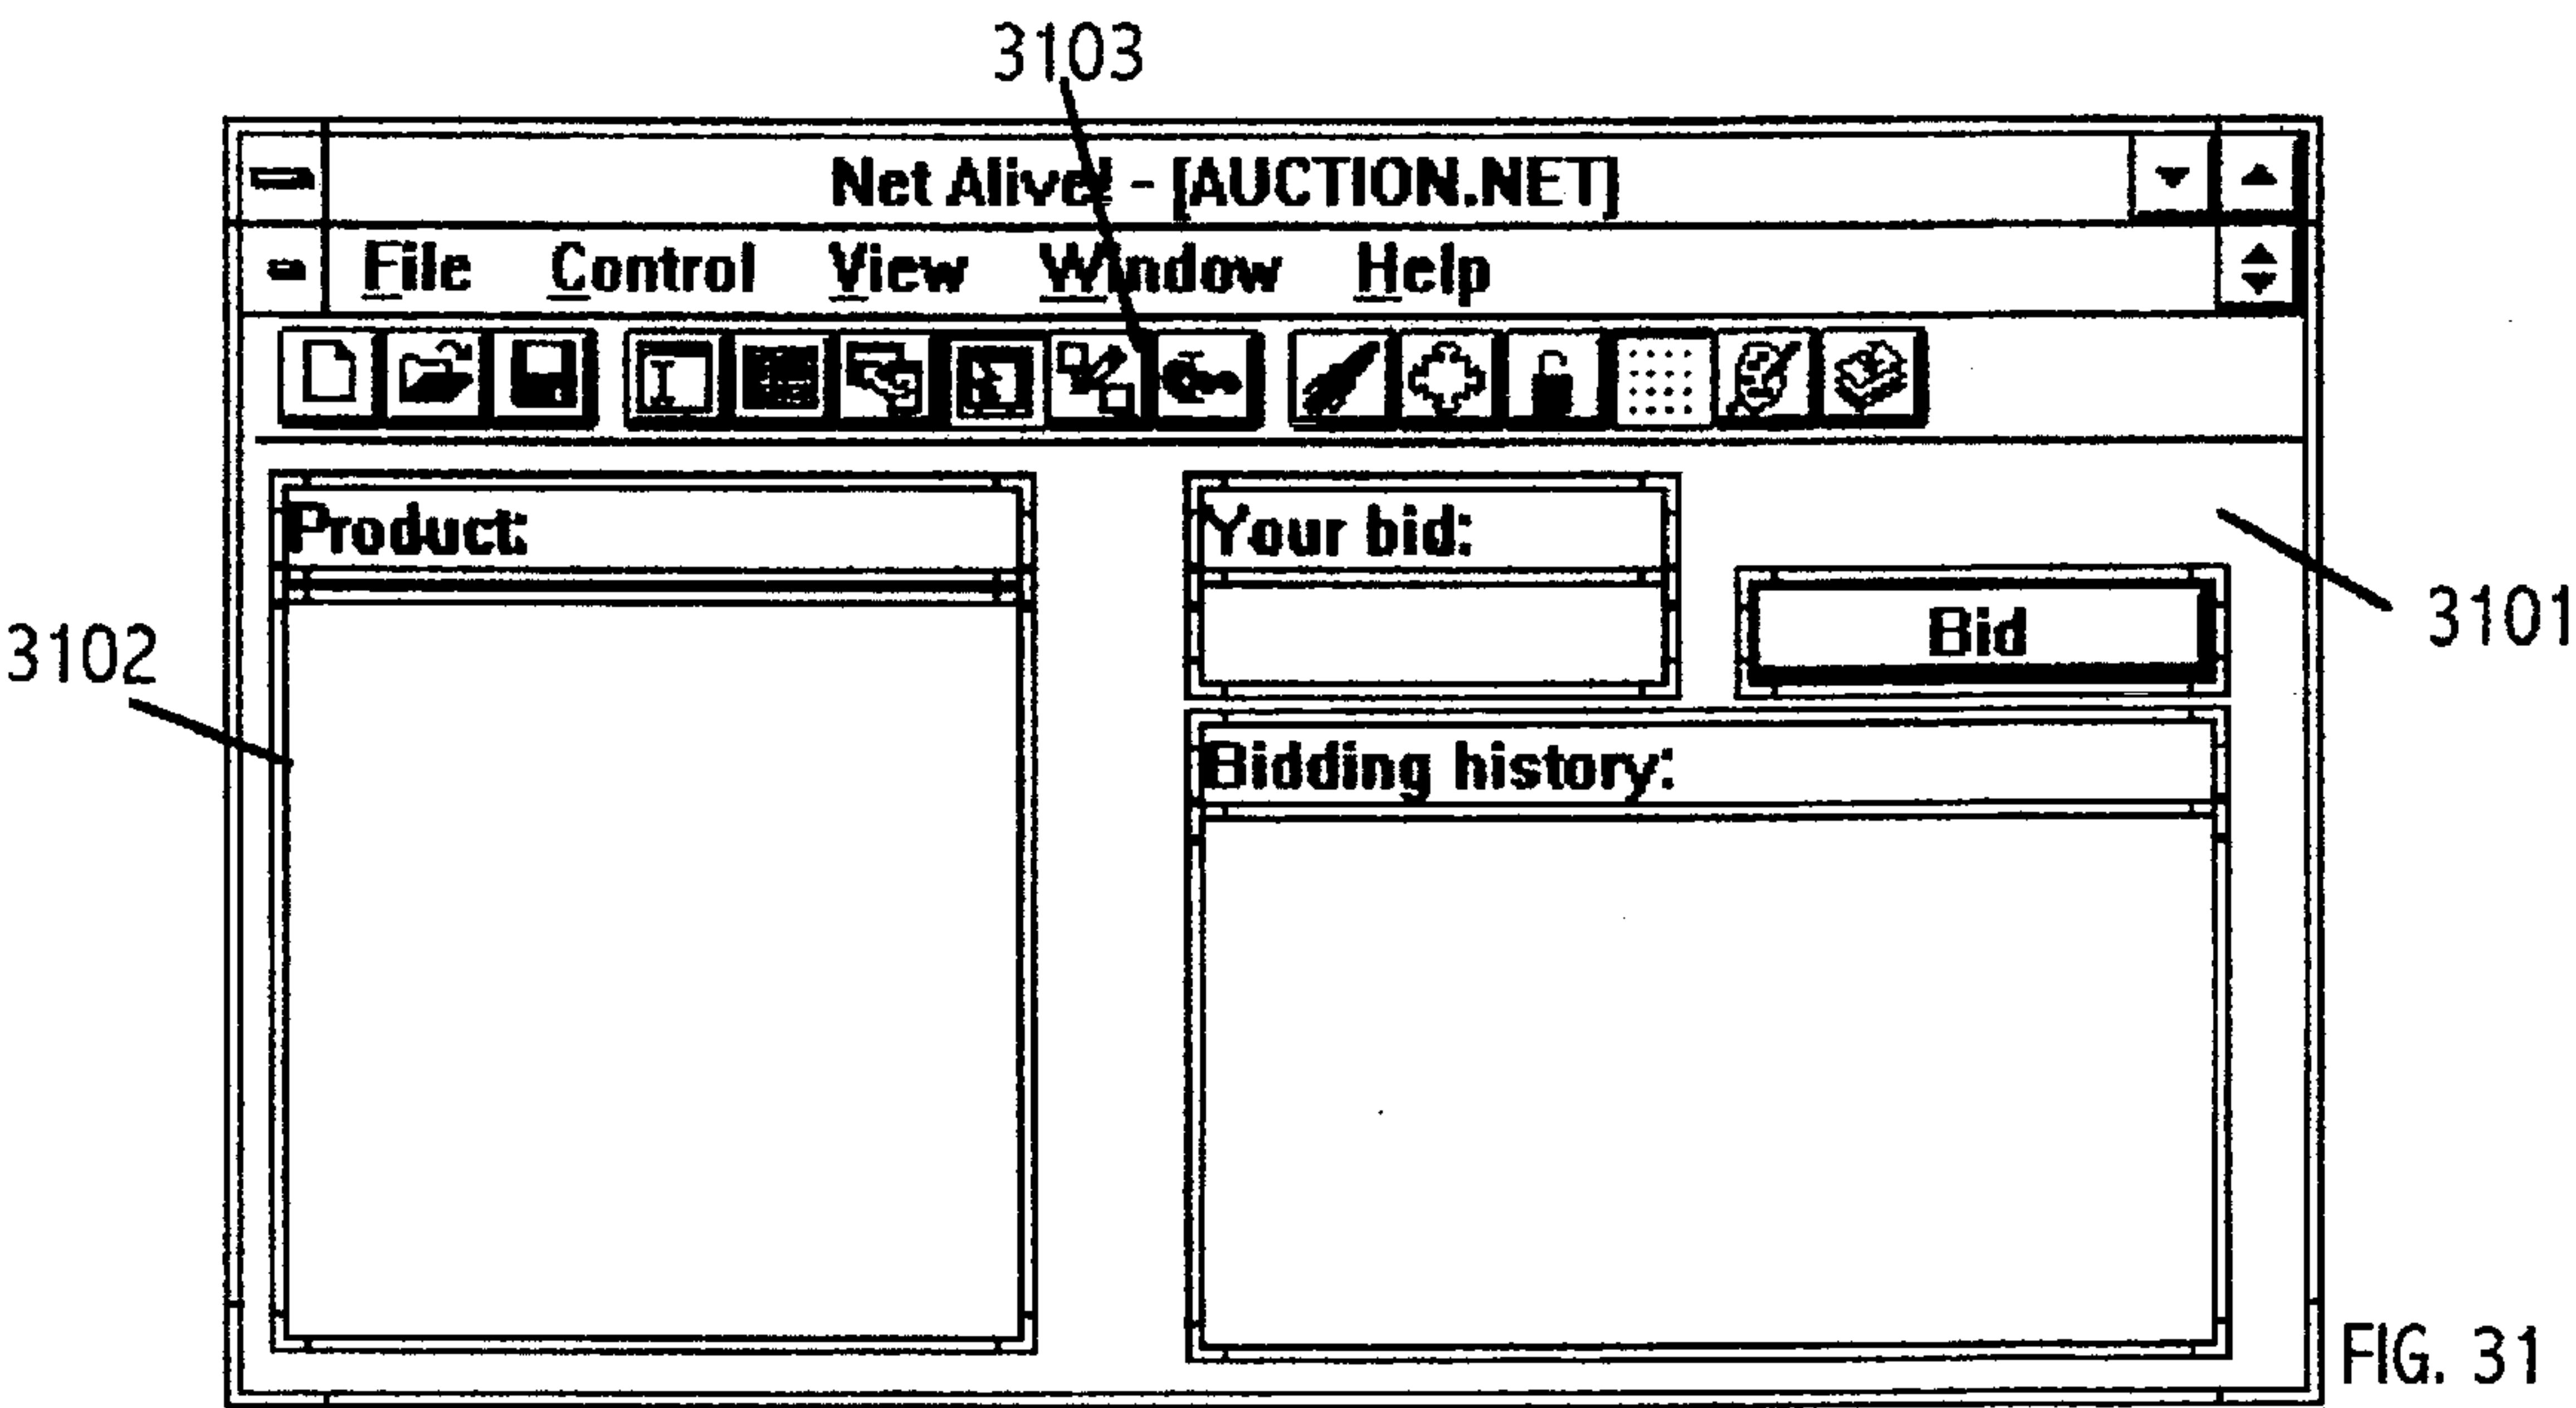 3103
Net Alive! - [AUCTION.NET]
File Control View Window Help
Product:
Your bid:
Bid
3101
3102
Bidding history:
FIG. 31